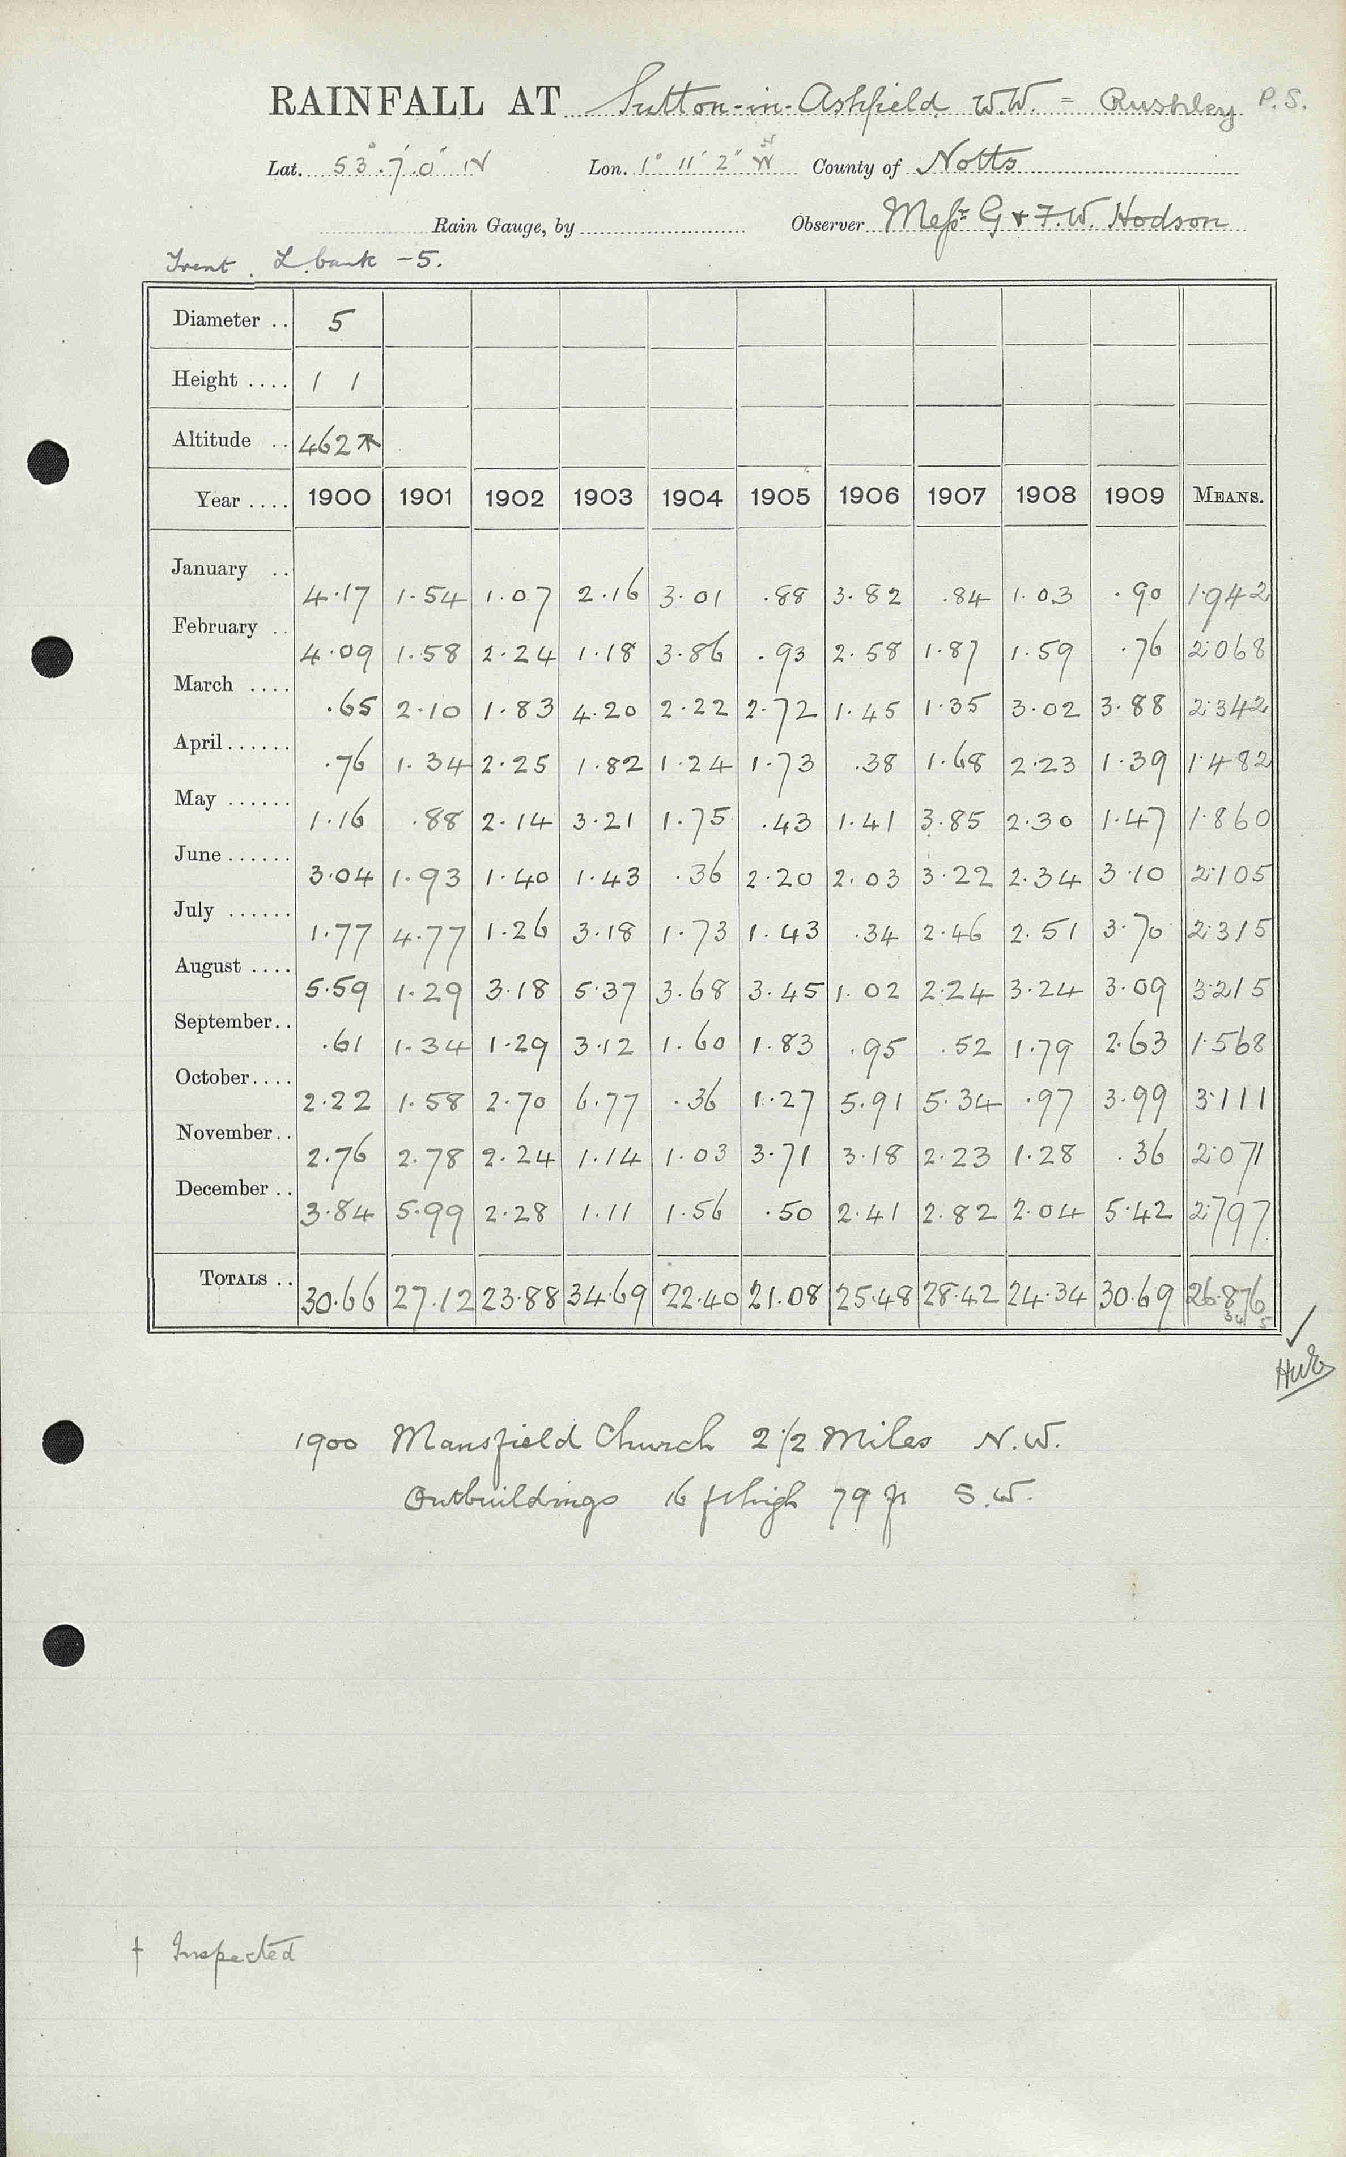 RAINFALL AT Sutton-in-Ashfield W.W. = Rushley P.S.
Lat. 53° 7' 0" N Lon. 1° 11' 2" W County of Notts
Rain Gauge, by Observer Messrs G & F.W. Hodson
Trent. L. bank -5.
Diameter .. 5
Height .... 1 1
Altitude .. 462
Year .... 1900 1901 1902 1903 1904 1905 1906 1907 1908 1909 MEANS.
January .. 4.17 1.54 1.07 2.16 3.01 .88 3.82 .84 1.03 .90 1.942
February .. 4.09 1.58 2.24 1.18 3.86 .93 2.58 1.87 1.59 .76 2.068
March .... .65 2.10 1.83 4.20 2.22 2.72 1.45 1.35 3.02 3.88 2.342
April...... .76 1.34 2.25 1.82 1.24 1.73 .38 1.68 2.23 1.39 1.482
May ...... 1.16 .88 2.14 3.21 1.75 .43 1.41 3.85 2.30 1.47 1.860
June...... 3.04 1.93 1.40 1.43 .36 2.20 2.03 3.22 2.34 3.10 2.105
July ...... 1.77 4.77 1.26 3.18 1.73 1.43 .34 2.46 2.51 3.70 2.315
August .... 5.59 1.29 3.18 5.37 3.68 3.45 1.02 2.24 3.24 3.09 3.215
September.. .61 1.34 1.29 3.12 1.60 1.83 .95 .52 1.79 2.63 1.568
October.... 2.22 1.58 2.70 6.77 .36 1.27 5.91 5.34 .97 3.99 3.111
November.. 2.76 2.78 2.24 1.14 1.03 3.71 3.18 2.23 1.28 .36 2.071
December .. 3.84 5.99 2.28 1.11 1.56 .50 2.41 2.82 2.04 5.42 2.797
TOTALS .. 30.66 27.12 23.88 34.69 22.40 21.08 25.48 28.42 24.34 30.69 26.876
1900 Mansfield Church 2 1/2 Miles N.W.
Outbuildings 16 ft high 79 ft S.W.
† Inspected